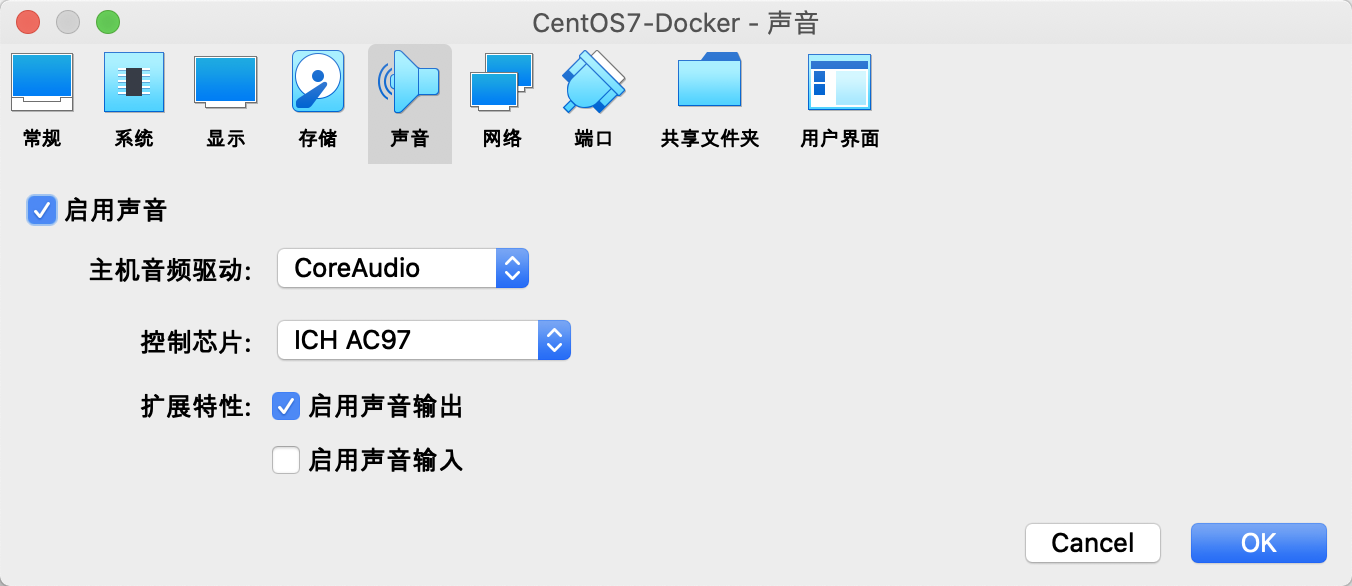 CentOS7-Docker - 声音
常规 系统 显示 存储 声音 网络 端口 共享文件夹 用户界面
启用声音
主机音频驱动: CoreAudio
控制芯片: ICH AC97
扩展特性: 启用声音输出
启用声音输入
Cancel OK